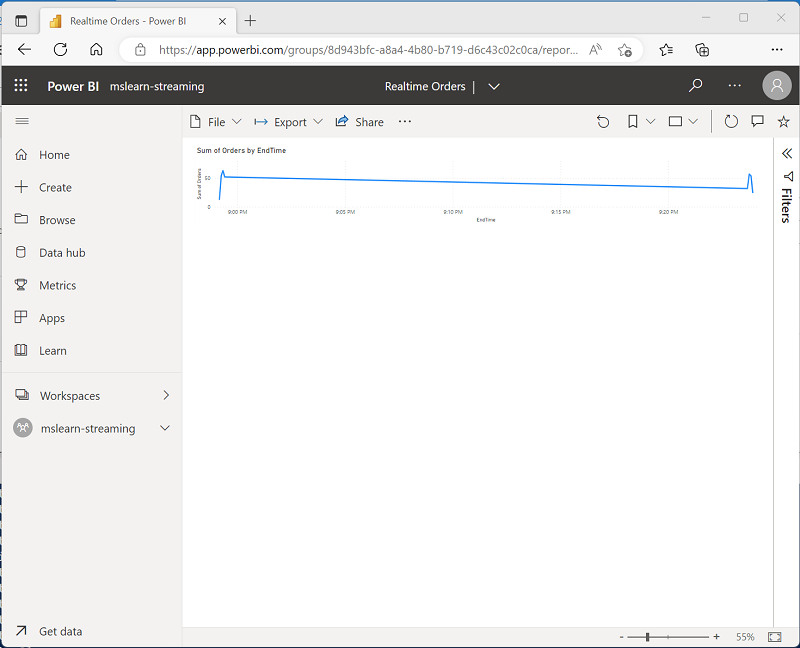 Realtime Orders - Power BI
https://app.powerbi.com/groups/8d943bfc-a8a4-4b80-b719-d6c43c02c0ca/repor...
Power BI mslearn-streaming Realtime Orders
File Export Share
Home
Create
Browse
Data hub
Metrics
Apps
Learn
Workspaces
mslearn-streaming
Get data
Sum of Orders by EndTime
Sum of Orders
50
0
9:00 PM 9:05 PM 9:10 PM 9:15 PM 9:20 PM
EndTime
Filters
- + 55%